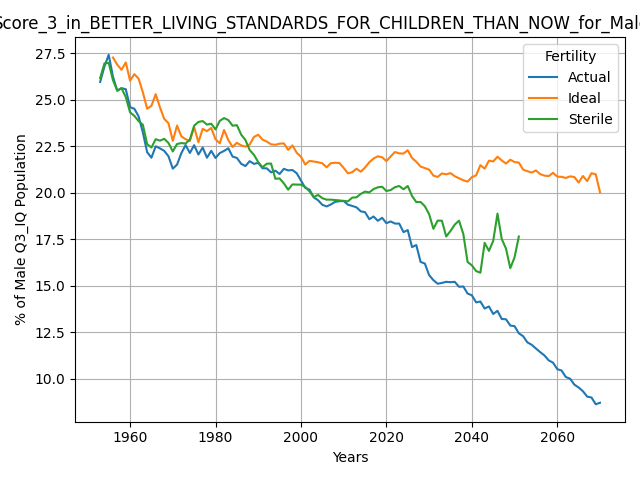 Score_3_in_BETTER_LIVING_STANDARDS_FOR_CHILDREN_THAN_NOW_for_Male
Fertility
Actual
Ideal
Sterile
% of Male Q3_IQ Population
27.5
25.0
22.5
20.0
17.5
15.0
12.5
10.0
1960
1980
2000
2020
2040
2060
Years